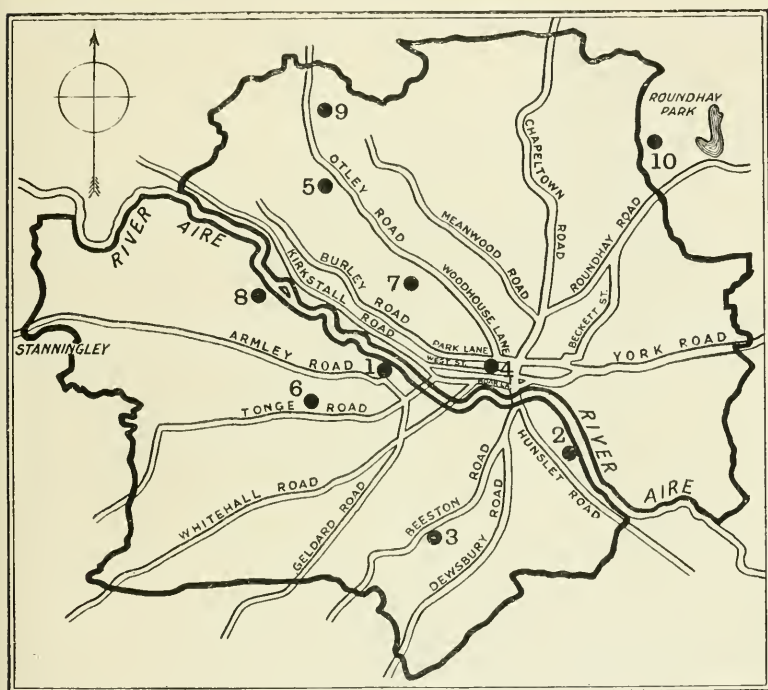 ROUNDHAY
PARK
9
10
5
OTLEY ROAD
CHAPELTOWN ROAD
MEANWOOD ROAD
ROUNDHAY ROAD
RIVER AIRE
BURLEY ROAD
KIRKSTALL ROAD
7
8
WOODHOUSE LANE
BECKETT ST.
STANNINGLEY
ARMLEY ROAD
PARK LANE
WEST ST.
YORK ROAD
1
4
6
TONGE ROAD
RIVER AIRE
2
HUNSLET ROAD
WHITEHALL ROAD
GELDARD ROAD
BEESTON ROAD
3
DEWSBURY ROAD